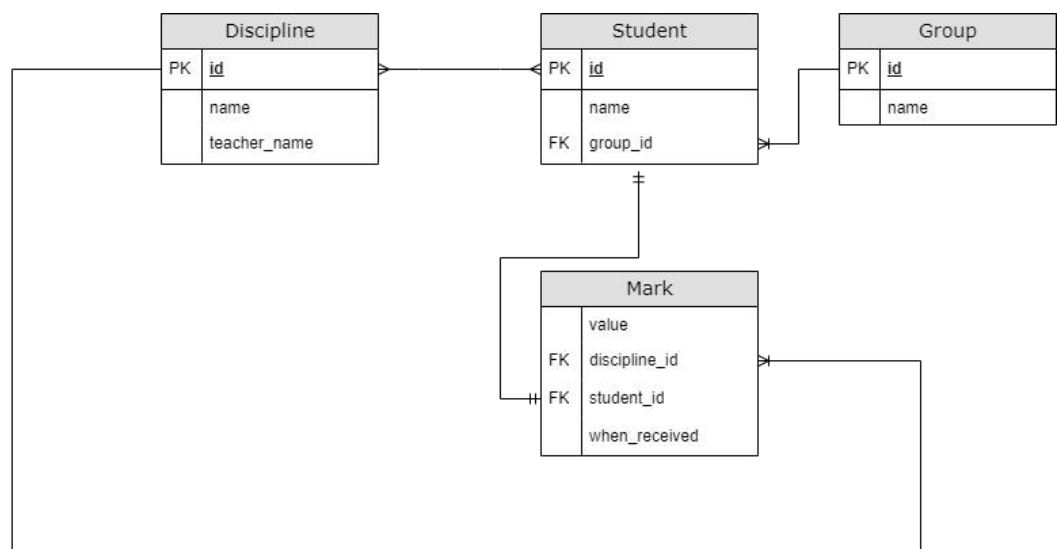 Discipline
PK id
name
teacher_name
Student
PK id
name
FK group_id
Group
PK id
name
Mark
value
FK discipline_id
FK student_id
when_received